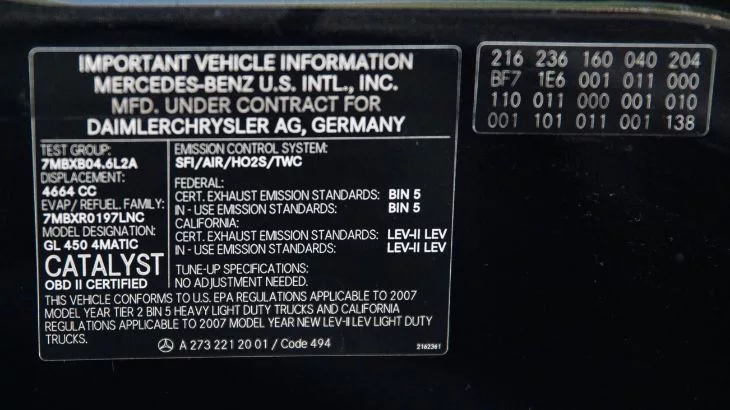 IMPORTANT VEHICLE INFORMATION
MERCEDES-BENZ U.S. INTL., INC.
MFD. UNDER CONTRACT FOR
DAIMLERCHRYSLER AG, GERMANY
TEST GROUP:
7MBXB04.6L2A
DISPLACEMENT:
4664 CC
EVAP/ REFUEL. FAMILY:
7MBXR0197LNC
MODEL DESIGNATION:
GL 450 4MATIC
CATALYST
OBD II CERTIFIED
EMISSION CONTROL SYSTEM:
SFI/AIR/HO2S/TWC
FEDERAL:
CERT. EXHAUST EMISSION STANDARDS: BIN 5
IN - USE EMISSION STANDARDS: BIN 5
CALIFORNIA:
CERT. EXHAUST EMISSION STANDARDS: LEV-II LEV
IN - USE EXHAUST EMISSION STANDARDS: LEV-II LEV
TUNE-UP SPECIFICATIONS:
NO ADJUSTMENT NEEDED.
THIS VEHICLE CONFORMS TO U.S. EPA REGULATIONS APPLICABLE TO 2007
MODEL YEAR TIER 2 BIN 5 HEAVY LIGHT DUTY TRUCKS AND CALIFORNIA
REGULATIONS APPLICABLE TO 2007 MODEL YEAR NEW LEV-II LEV LIGHT DUTY
TRUCKS.
A 273 221 20 01 / Code 494
2162361
216 236 160 040 204
BF7 1E6 001 011 000
110 011 000 001 010
001 101 011 001 138